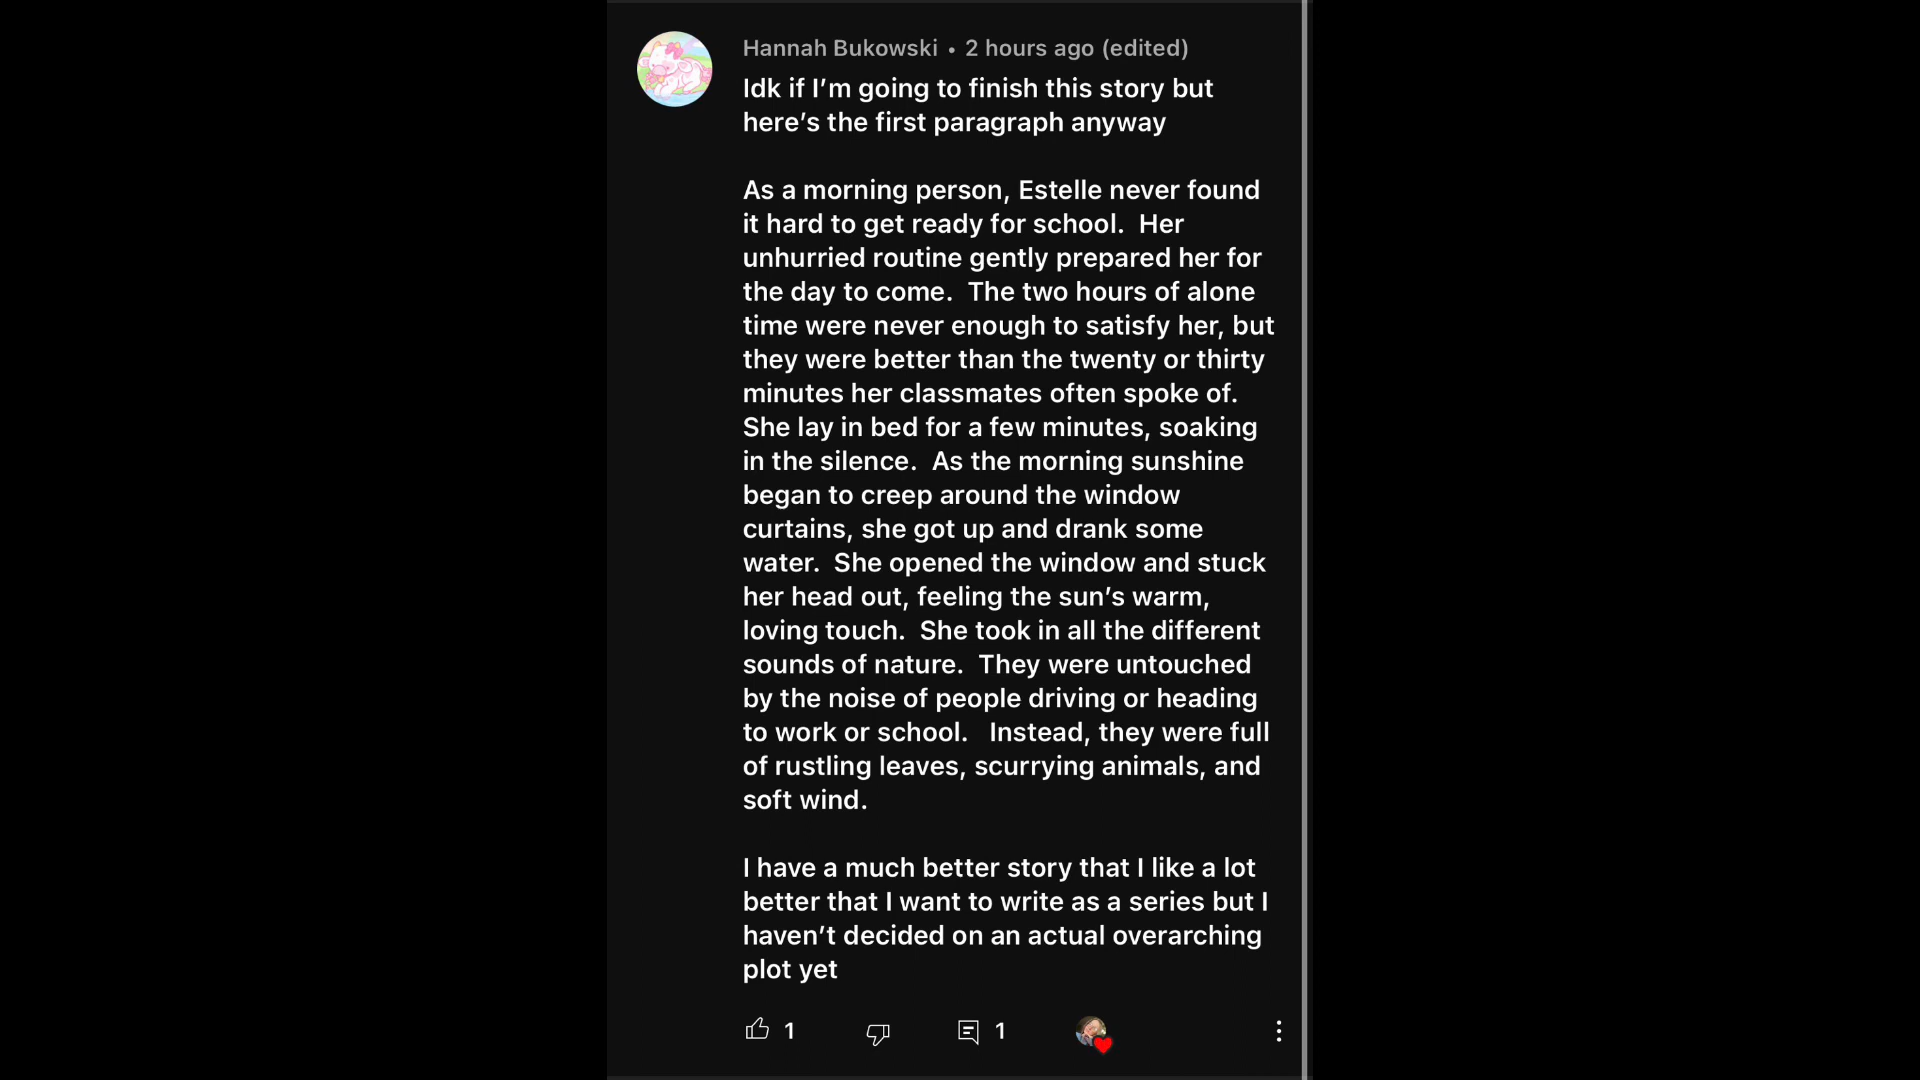 Hannah Bukowski • 2 hours ago (edited)
Idk if I’m going to finish this story but
here’s the first paragraph anyway
As a morning person, Estelle never found
it hard to get ready for school.  Her
unhurried routine gently prepared her for
the day to come.  The two hours of alone
time were never enough to satisfy her, but
they were better than the twenty or thirty
minutes her classmates often spoke of.
She lay in bed for a few minutes, soaking
in the silence.  As the morning sunshine
began to creep around the window
curtains, she got up and drank some
water.  She opened the window and stuck
her head out, feeling the sun’s warm,
loving touch.  She took in all the different
sounds of nature.  They were untouched
by the noise of people driving or heading
to work or school.   Instead, they were full
of rustling leaves, scurrying animals, and
soft wind.
I have a much better story that I like a lot
better that I want to write as a series but I
haven’t decided on an actual overarching
plot yet
1 1